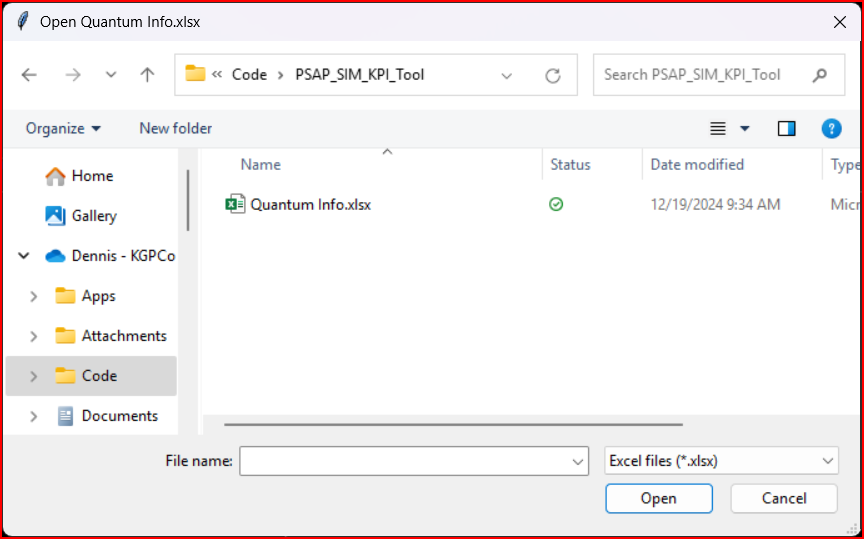 Open Quantum Info.xlsx
« Code › PSAP_SIM_KPI_Tool
Search PSAP_SIM_KPI_Tool
Organize
New folder
?
Name
Status
Date modified
Type
Home
Gallery
Dennis - KGPCo
Apps
Attachments
Code
Documents
Quantum Info.xlsx
12/19/2024 9:34 AM
Micr
File name:
Excel files (*.xlsx)
Open
Cancel